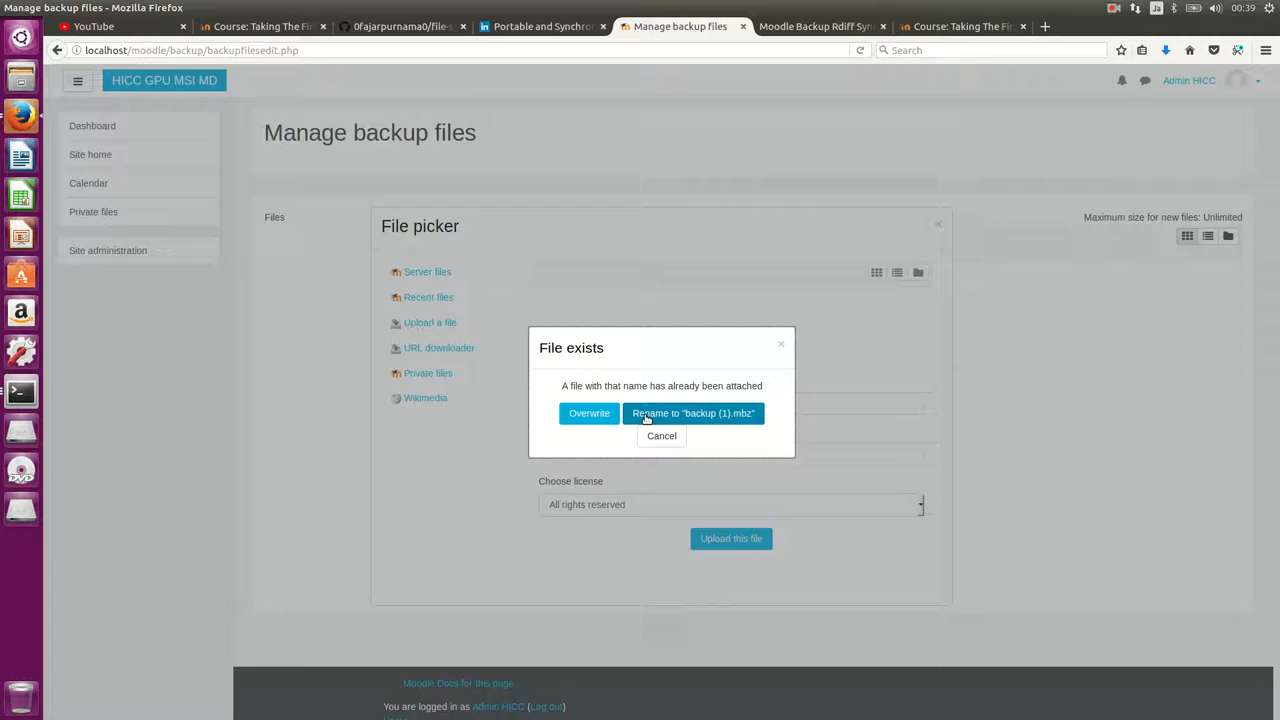 Manage backup files - Mozilla Firefox
Ja
00:39
YouTube
Course: Taking The Fi
0fajarpurnama0/file-s
Portable and Synchron
Manage backup files
Moodle Backup Rdiff Syn
Course: Taking The Fi
localhost/moodle/backup/backupfilesedit.php
Search
HICC GPU MSI MD
Admin HICC
Dashboard
Site home
Calendar
Private files
Site administration
Manage backup files
Files
Maximum size for new files: Unlimited
File picker
Server files
Recent files
Upload a file
URL downloader
Private files
Wikimedia
File exists
A file with that name has already been attached
Overwrite
Rename to "backup (1).mbz"
Cancel
Choose license
All rights reserved
Upload this file
Moodle Docs for this page
You are logged in as Admin HICC (Log out)